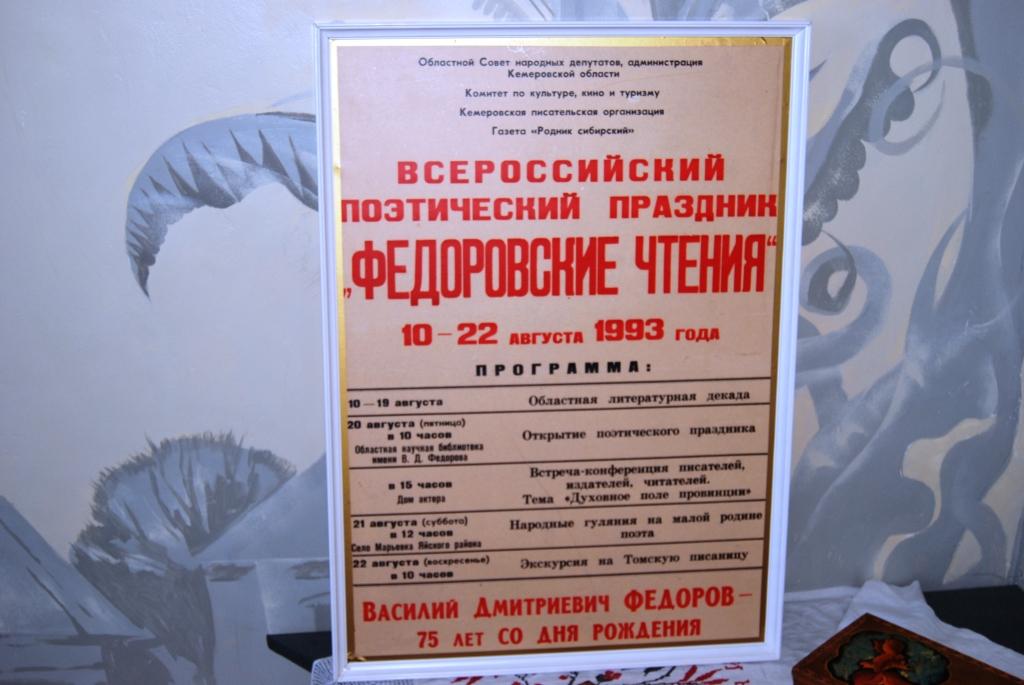 Областной Совет народных депутатов, администрация
Кемеровской области
Комитет по культуре, кино и туризму
Кемеровская писательская организация
Газета «Родник сибирский»
ВСЕРОССИЙСКИЙ
ПОЭТИЧЕСКИЙ ПРАЗДНИК
„ФЕДОРОВСКИЕ ЧТЕНИЯ“
10—22 АВГУСТА 1993 ГОДА
ПРОГРАММА:
10—19 августа Областная литературная декада
20 августа (пятница)
в 10 часов
Областная научная библиотека
имени В. Д. Федорова
Открытие поэтического праздника
в 15 часов
Дом актера
Встреча-конференция писателей,
издателей, читателей.
Тема «Духовное поле провинции»
21 августа (суббота)
в 12 часов
Село Марьевка Яйского района
Народные гуляния на малой родине
поэта
22 августа (воскресенье)
в 10 часов
Экскурсия на Томскую писаницу
ВАСИЛИЙ ДМИТРИЕВИЧ ФЕДОРОВ—
75 ЛЕТ СО ДНЯ РОЖДЕНИЯ